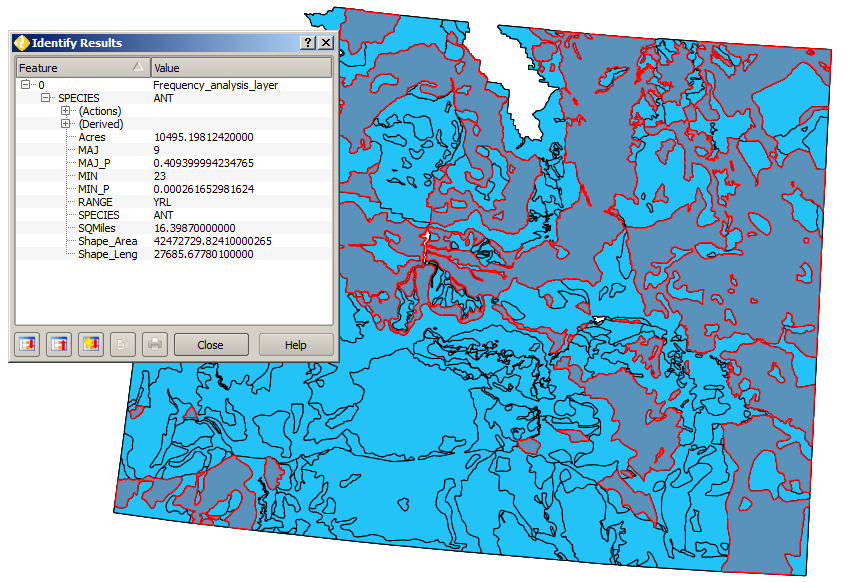 Identify Results
Feature Value
0 Frequency_analysis_layer
SPECIES ANT
(Actions)
(Derived)
Acres 10495.19812420000
MAJ 9
MAJ_P 0.409399994234765
MIN 23
MIN_P 0.000261652981624
RANGE YRL
SPECIES ANT
SQMiles 16.39870000000
Shape_Area 42472729.82410000265
Shape_Leng 27685.67780100000
Close Help